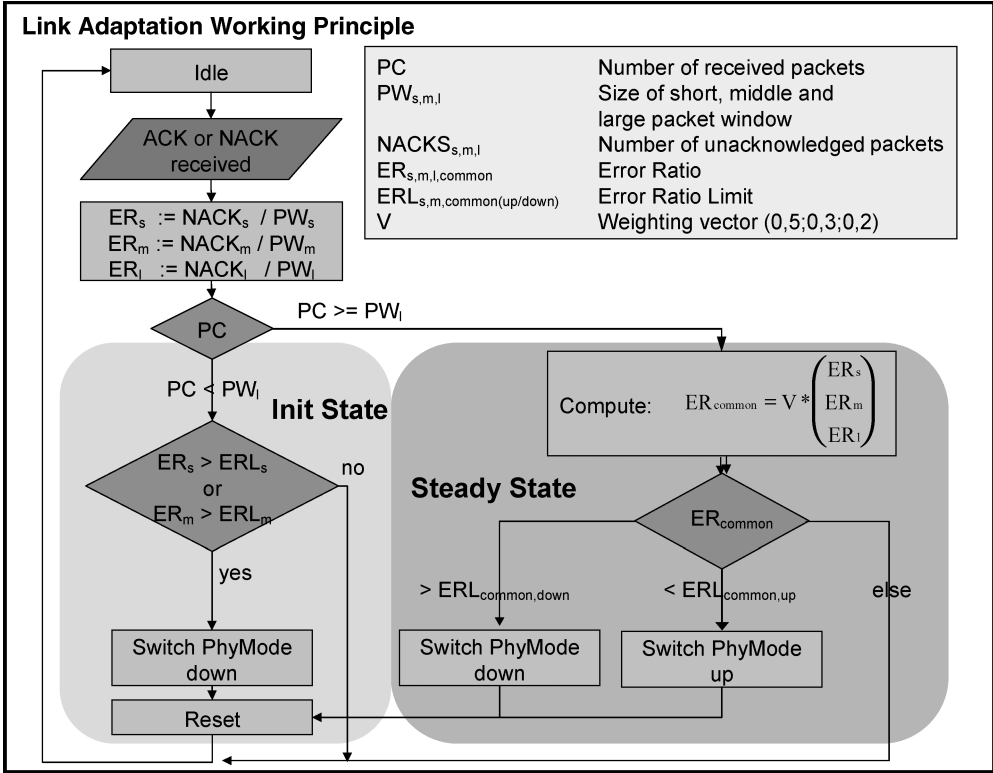 Link Adaptation Working Principle
Idle
ACK or NACK
received
ERs := NACKs / PWs
ERm := NACKm / PWm
ERl := NACKl / PWl
PC Number of received packets
PWs,m,l Size of short, middle and
large packet window
NACKSs,m,l Number of unacknowledged packets
ERs,m,l,common Error Ratio
ERLs,m,common(up/down) Error Ratio Limit
V Weighting vector (0,5;0,3;0,2)
PC
PC >= PWl
PC < PWl
Init State
ERs > ERLs
or
ERm > ERLm
no
yes
Switch PhyMode
down
Reset
Compute: ERcommon = V * (ERs
ERm
ERl)
Steady State
ERcommon
> ERLcommon,down
< ERLcommon,up
else
Switch PhyMode
down
Switch PhyMode
up